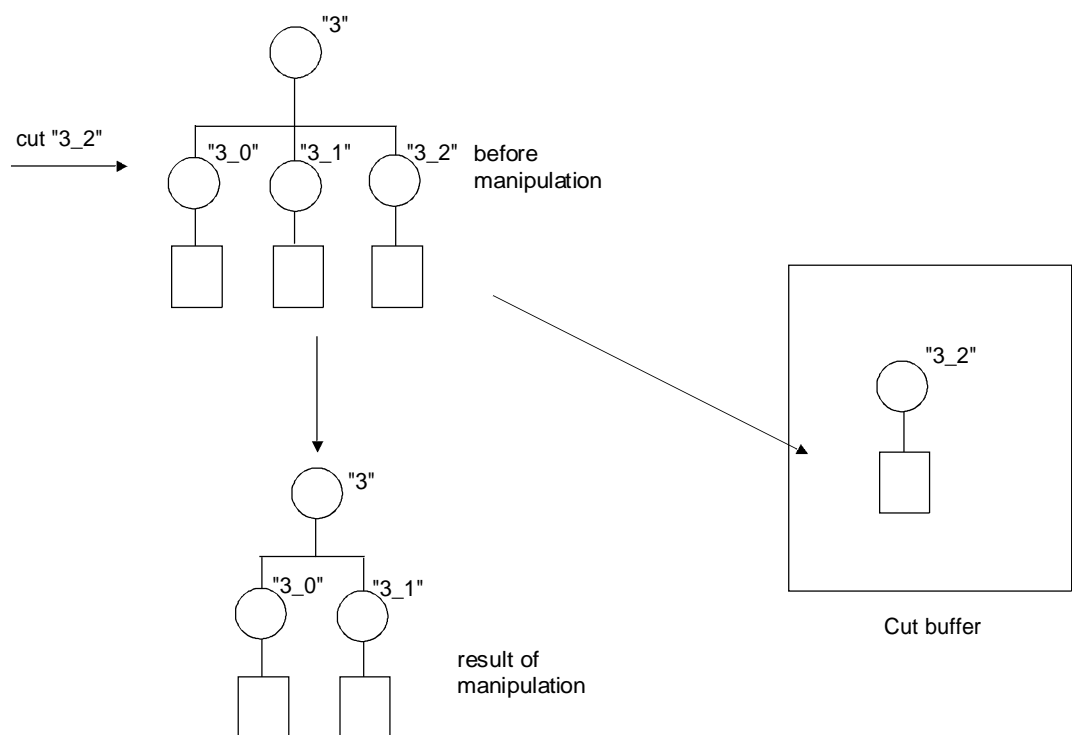 "3"
cut "3_2"
"3_0"
"3_1"
"3_2"
before
manipulation
"3_2"
"3"
"3_0"
"3_1"
Cut buffer
result of
manipulation